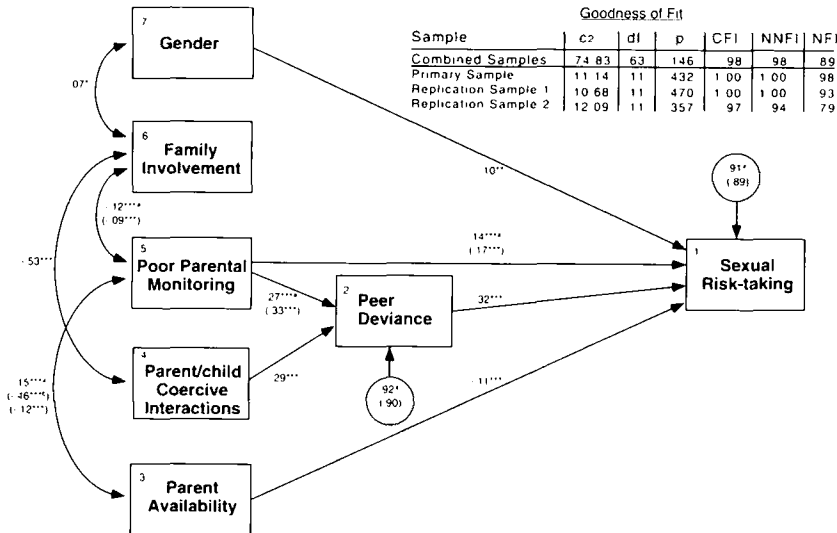 Goodness of Fit
Sample c2 df p CFI NNFI NFI
Combined Samples 74 83 63 146 98 98 89
Primary Sample 11 14 11 432 1 00 1 00 98
Replication Sample 1 10 68 11 470 1 00 1 00 93
Replication Sample 2 12 09 11 357 97 94 79
7
Gender
07*
6
Family
Involvement
- 12***ª
(- 09***)
- 53***
5
Poor Parental
Monitoring
10**
14***ª
( 17***)
27***ª
( 33***)
2
Peer
Deviance
32***
1
Sexual
Risk-taking
( 89)
4
Parent/child
Coercive
Interactions
29***
( 90)
(- 12***)
3
Parent
Availability
- 11***